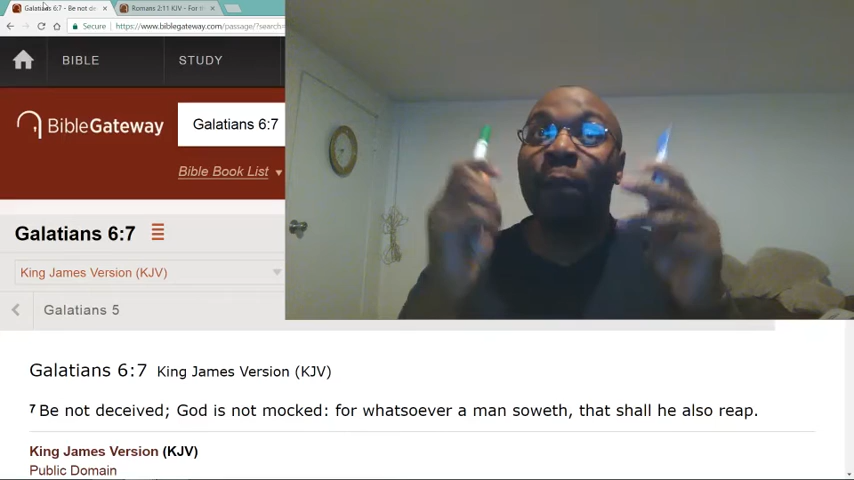 Galatians 6:7 - Be not de
Romans 2:11 KJV - For th
Secure
https://www.biblegateway.com/passage/?search=
BIBLE
STUDY
BibleGateway
Galatians 6:7
Bible Book List
Galatians 6:7
King James Version (KJV)
Galatians 5
Galatians 6:7 King James Version (KJV)
7 Be not deceived; God is not mocked: for whatsoever a man soweth, that shall he also reap.
King James Version (KJV)
Public Domain